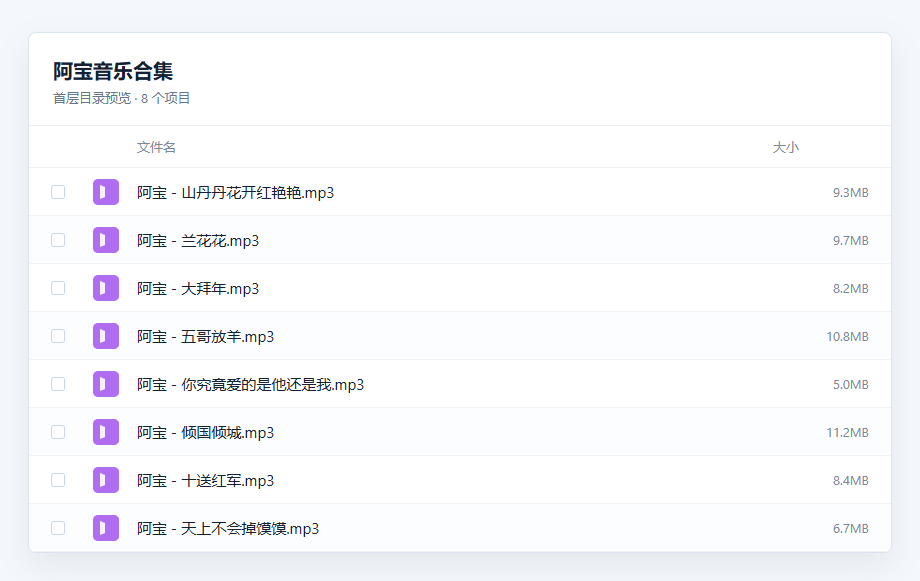 阿宝音乐合集
首层目录预览 · 8 个项目
文件名 大小
阿宝 - 山丹丹花开红艳艳.mp3 9.3MB
阿宝 - 兰花花.mp3 9.7MB
阿宝 - 大拜年.mp3 8.2MB
阿宝 - 五哥放羊.mp3 10.8MB
阿宝 - 你究竟爱的是他还是我.mp3 5.0MB
阿宝 - 倾国倾城.mp3 11.2MB
阿宝 - 十送红军.mp3 8.4MB
阿宝 - 天上不会掉馍馍.mp3 6.7MB